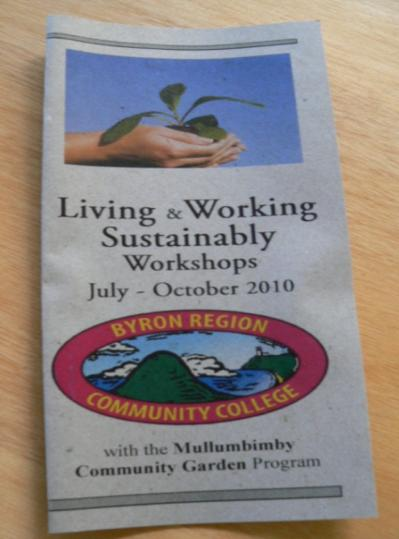 Living & Working
Sustainably
Workshops
July - October 2010
BYRON REGION
COMMUNITY COLLEGE
with the Mullumbimby
Community Garden Program